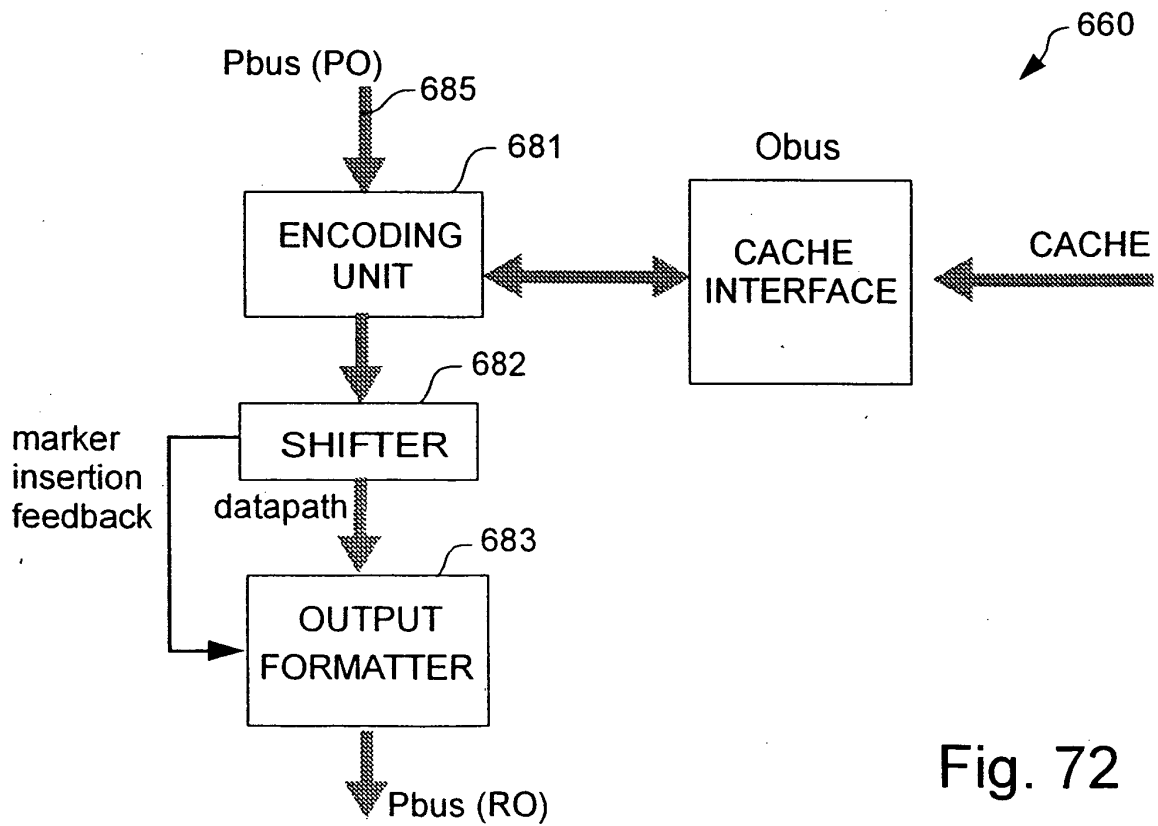 660
Pbus (PO)
685
681
Obus
ENCODING
UNIT
CACHE
INTERFACE
CACHE
682
SHIFTER
marker
insertion
feedback
datapath
683
OUTPUT
FORMATTER
Pbus (RO)
Fig. 72